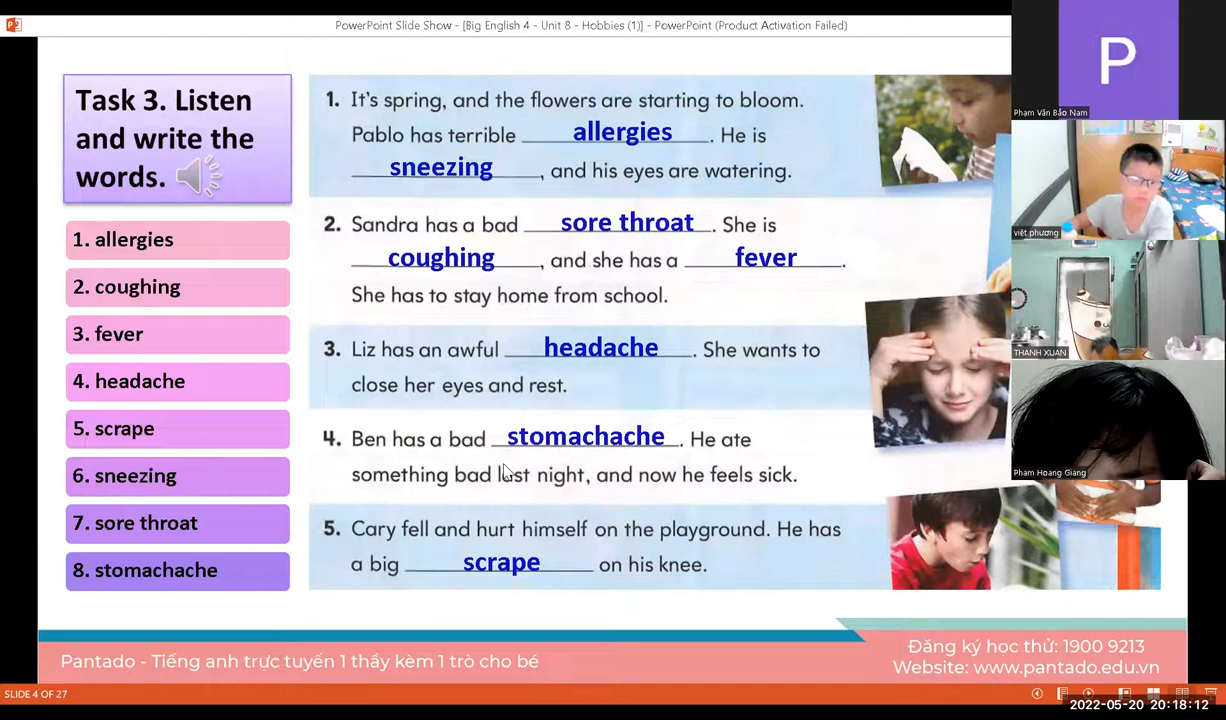 PowerPoint Slide Show - [Big English 4 - Unit 8 - Hobbies (1)] - PowerPoint (Product Activation Failed)
P
Phạm Văn Bảo Nam
việt phương
THANH XUAN
Pham Hoang Giang
Task 3. Listen
and write the
words.
1. allergies
2. coughing
3. fever
4. headache
5. scrape
6. sneezing
7. sore throat
8. stomachache
1. It's spring, and the flowers are starting to bloom.
Pablo has terrible allergies. He is
sneezing, and his eyes are watering.
2. Sandra has a bad sore throat. She is
coughing, and she has a fever.
She has to stay home from school.
3. Liz has an awful headache. She wants to
close her eyes and rest.
4. Ben has a bad stomachache. He ate
something bad last night, and now he feels sick.
5. Cary fell and hurt himself on the playground. He has
a big scrape on his knee.
Pantado - Tiếng anh trực tuyến 1 thầy kèm 1 trò cho bé
Đăng ký học thử: 1900 9213
Website: www.pantado.edu.vn
SLIDE 4 OF 27
2022-05-20 20:18:12